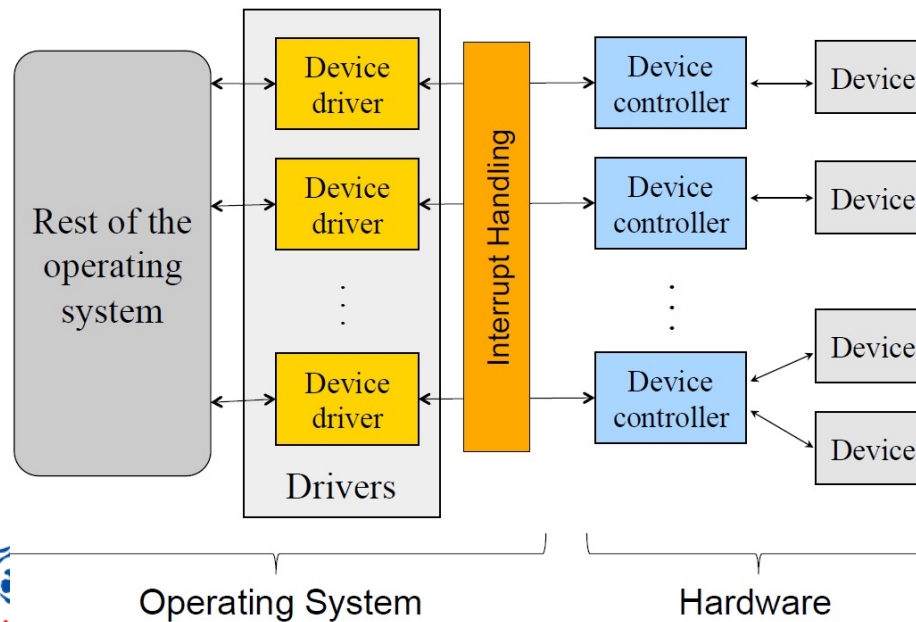 Rest of the
operating
system
Device
driver
Device
driver
Device
driver
Drivers
Interrupt Handling
Device
controller
Device
controller
Device
controller
Device
Device
Device
Device
Operating System
Hardware